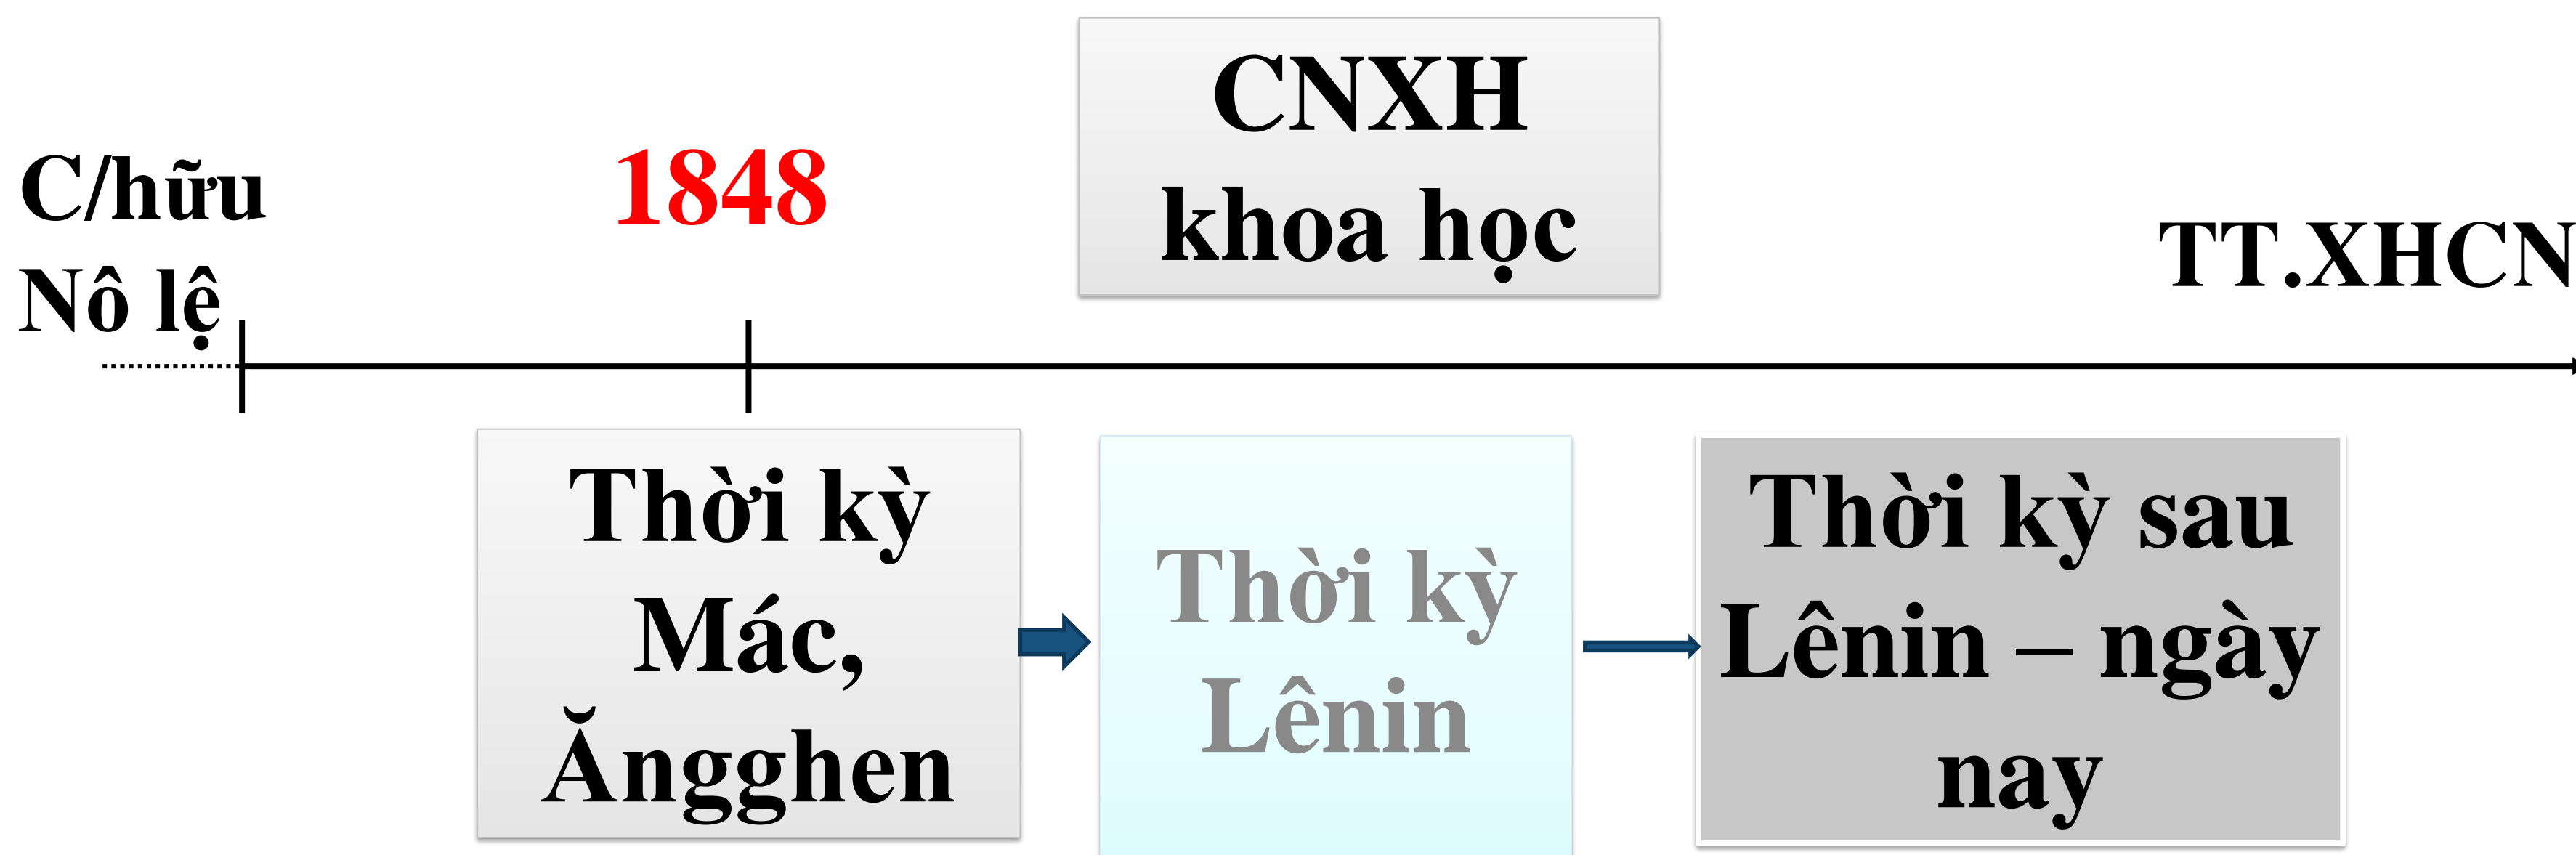 C/hữu
Nô lệ
1848
CNXH
khoa học
TT.XHCN
Thời kỳ
Mác,
Ăngghen
Thời kỳ
Lênin
Thời kỳ sau
Lênin – ngày
nay